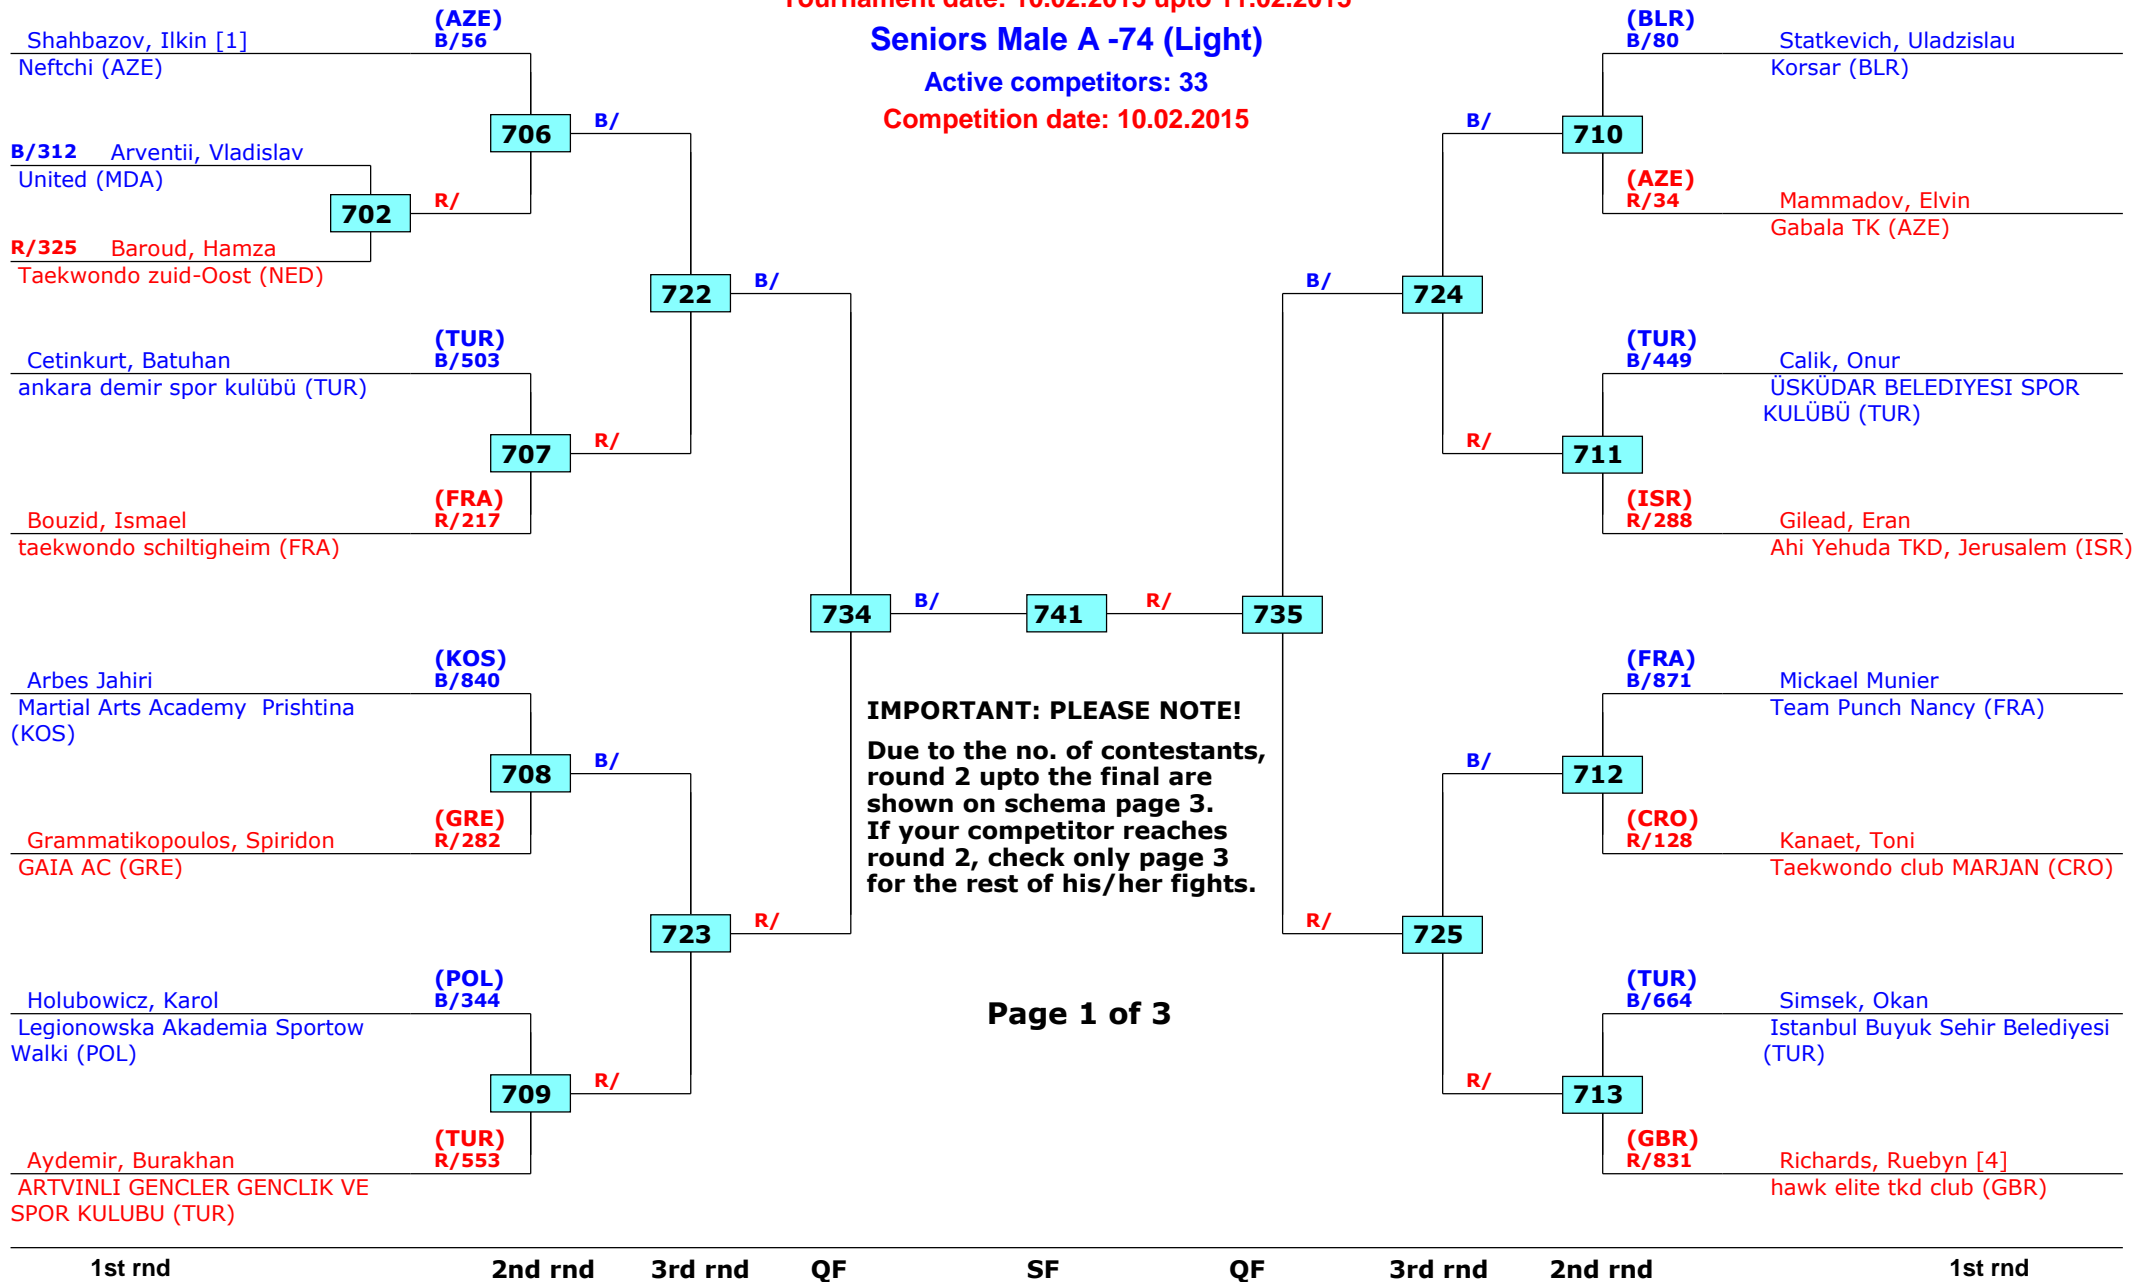 Tournament date: 10.02.2015 upto 11.02.2015
Seniors Male A -74 (Light)
Active competitors: 33
Competition date: 10.02.2015
(AZE)
Shahbazov, Ilkin [1] B/56
Neftchi (AZE)
706 B/
B/312 Arventii, Vladislav
United (MDA)
702 R/
R/325 Baroud, Hamza
Taekwondo zuid-Oost (NED)
722 B/
(TUR)
Cetinkurt, Batuhan B/503
ankara demir spor kulübü (TUR)
707 R/
(FRA)
Bouzid, Ismael R/217
taekwondo schiltigheim (FRA)
734 B/ 741 R/ 735
(KOS)
Arbes Jahiri B/840
Martial Arts Academy Prishtina
(KOS)
708 B/
(GRE)
Grammatikopoulos, Spiridon R/282
GAIA AC (GRE)
723 R/
(POL)
Holubowicz, Karol B/344
Legionowska Akademia Sportow
Walki (POL)
709 R/
(TUR)
Aydemir, Burakhan R/553
ARTVINLI GENCLER GENCLIK VE
SPOR KULUBU (TUR)
IMPORTANT: PLEASE NOTE!
Due to the no. of contestants,
round 2 upto the final are
shown on schema page 3.
If your competitor reaches
round 2, check only page 3
for the rest of his/her fights.
Page 1 of 3
(BLR)
B/80 Statkevich, Uladzislau
Korsar (BLR)
B/ 710
(AZE)
R/34 Mammadov, Elvin
Gabala TK (AZE)
B/ 724
(TUR)
B/449 Calik, Onur
ÜSKÜDAR BELEDIYESI SPOR
KULÜBÜ (TUR)
R/ 711
(ISR)
R/288 Gilead, Eran
Ahi Yehuda TKD, Jerusalem (ISR)
(FRA)
B/871 Mickael Munier
Team Punch Nancy (FRA)
B/ 712
(CRO)
R/128 Kanaet, Toni
Taekwondo club MARJAN (CRO)
R/ 725
(TUR)
B/664 Simsek, Okan
Istanbul Buyuk Sehir Belediyesi
(TUR)
R/ 713
(GBR)
R/831 Richards, Ruebyn [4]
hawk elite tkd club (GBR)
1st rnd 2nd rnd 3rd rnd QF SF QF 3rd rnd 2nd rnd 1st rnd